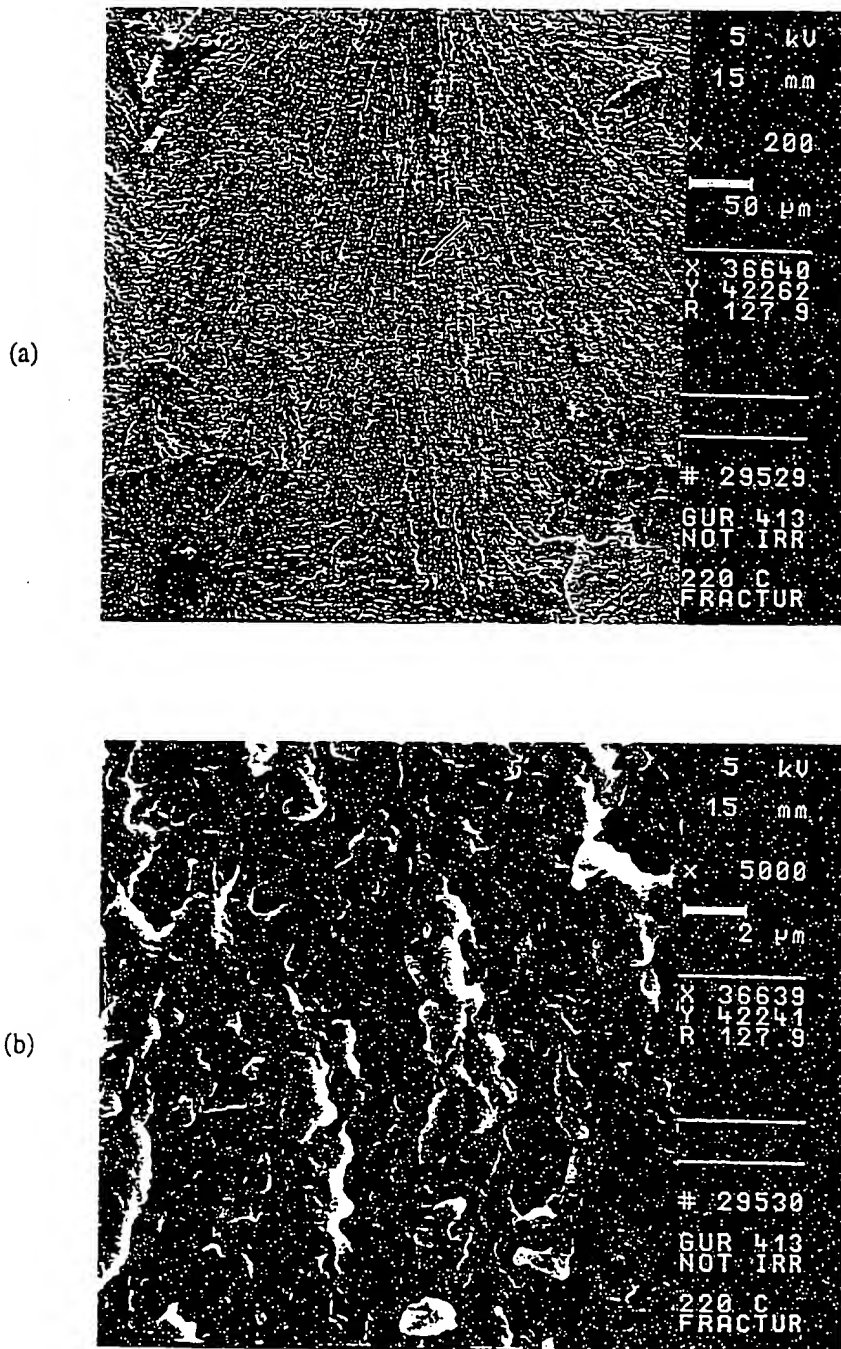 (a)
5 kV
15 mm
× 200
50 µm
X 36640
Y 42262
R 127.9
# 29529
GUR 413
NOT IRR
220 C
FRACTUR
(b)
5 kV
15 mm
× 5000
2 µm
X 36639
Y 42241
R 127.9
# 29530
GUR 413
NOT IRR
220 C
FRACTUR